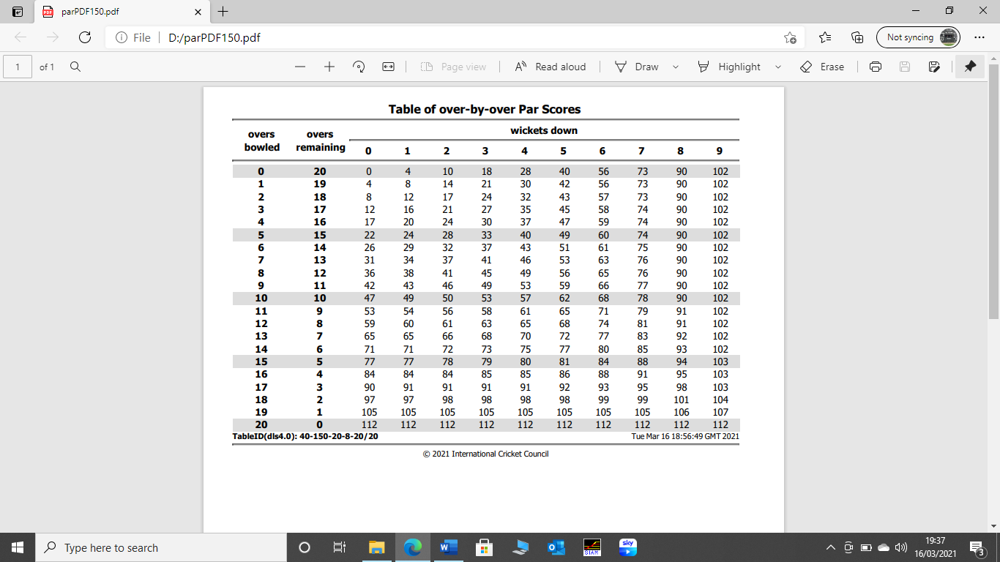 parPDF150.pdf
File D:/parPDF150.pdf Not syncing
1 of 1 Page view Read aloud Draw Highlight Erase
Table of over-by-over Par Scores
wickets down
overs overs
bowled remaining 0 1 2 3 4 5 6 7 8 9
0 20 0 4 10 18 28 40 56 73 90 102
1 19 4 8 14 21 30 42 56 73 90 102
2 18 8 12 17 24 32 43 57 73 90 102
3 17 12 16 21 27 35 45 58 74 90 102
4 16 17 20 24 30 37 47 59 74 90 102
5 15 22 24 28 33 40 49 60 74 90 102
6 14 26 29 32 37 43 51 61 75 90 102
7 13 31 34 37 41 46 53 63 76 90 102
8 12 36 38 41 45 49 56 65 76 90 102
9 11 42 43 46 49 53 59 66 77 90 102
10 10 47 49 50 53 57 62 68 78 90 102
11 9 53 54 56 58 61 65 71 79 91 102
12 8 59 60 61 63 65 68 74 81 91 102
13 7 65 65 66 68 70 72 77 83 92 102
14 6 71 71 72 73 75 77 80 85 93 102
15 5 77 77 78 79 80 81 84 88 94 103
16 4 84 84 84 85 85 86 88 91 95 103
17 3 90 91 91 91 91 92 93 95 98 103
18 2 97 97 98 98 98 98 99 99 101 104
19 1 105 105 105 105 105 105 105 105 106 107
20 0 112 112 112 112 112 112 112 112 112 112
TableID(dls4.0): 40-150-20-8-20/20 Tue Mar 16 18:56:49 GMT 2021
© 2021 International Cricket Council
Type here to search
SIAM
sky
19:37
16/03/2021
3